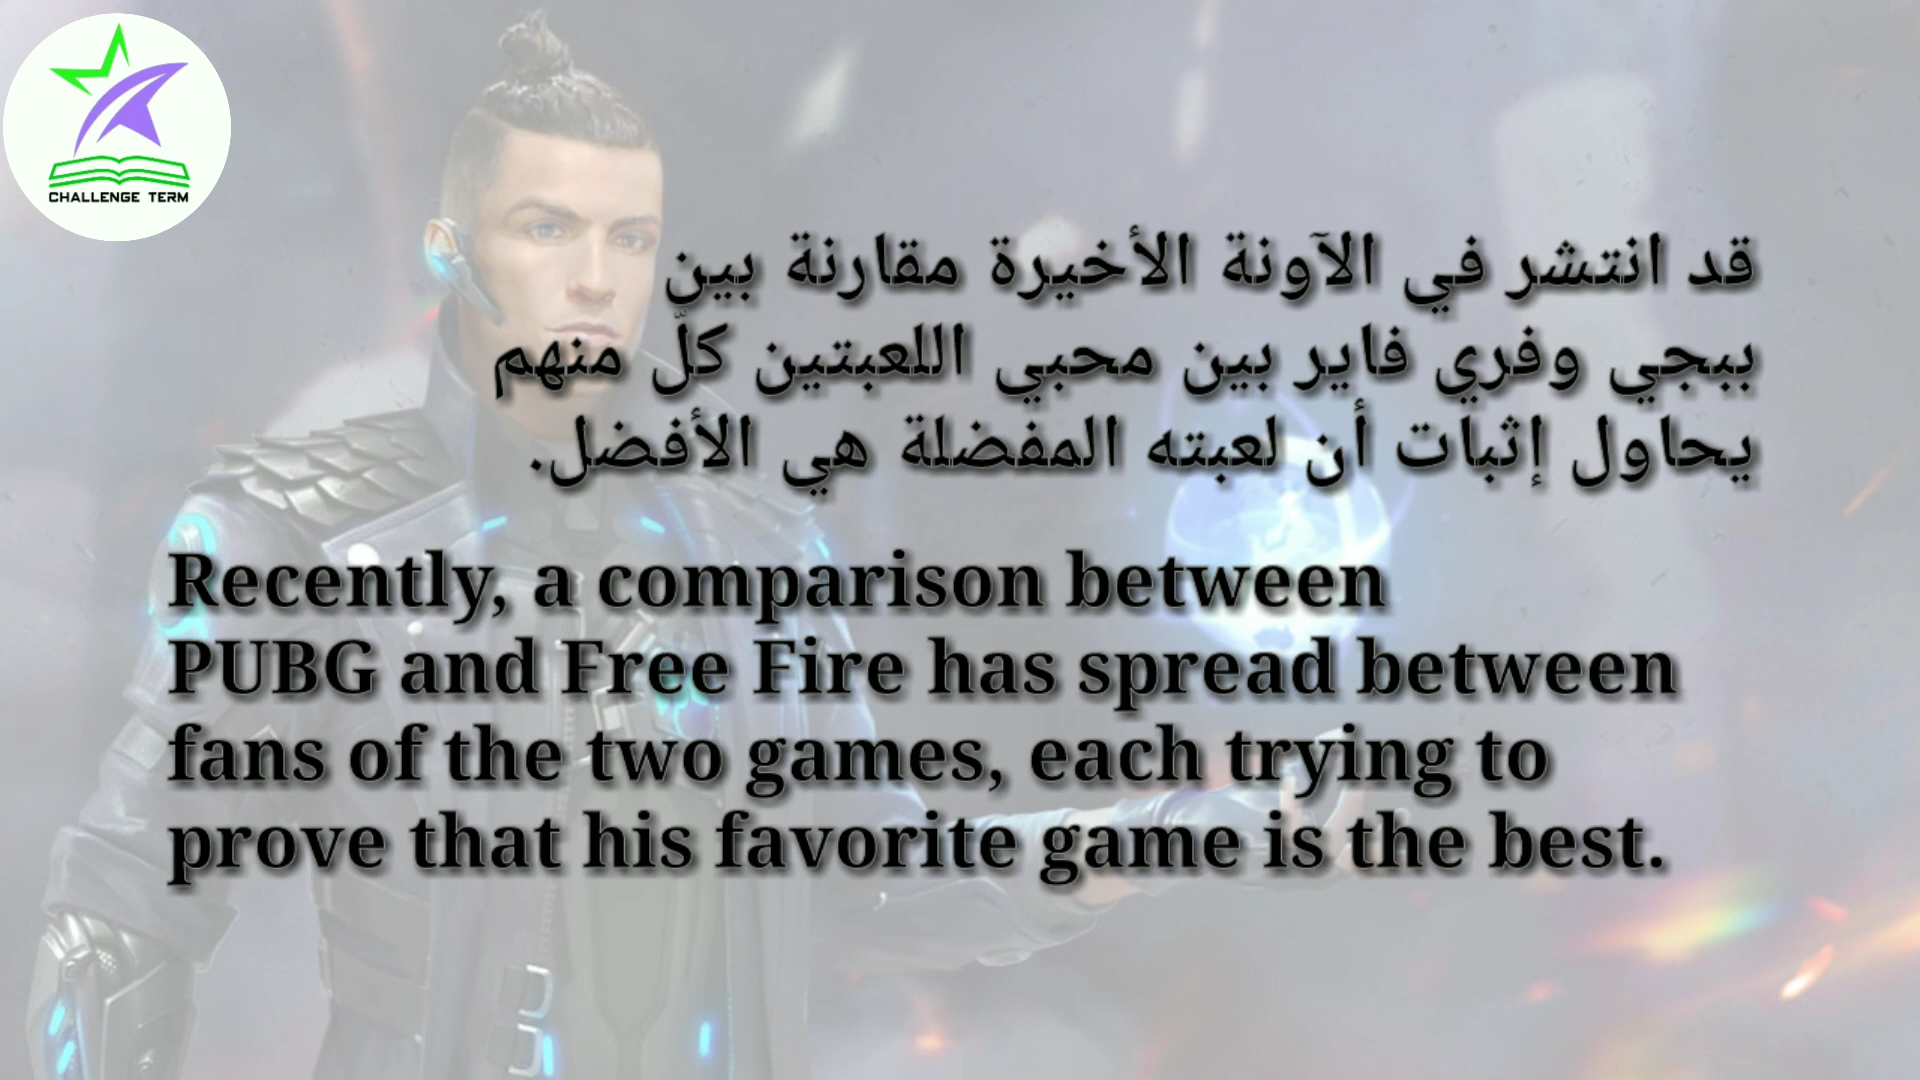 CHALLENGE TERM
قد انتشر في الآونة الأخيرة مقارنة بين
ببجي وفري فاير بين محبي اللعبتين كلّ منهم
يحاول إثبات أن لعبته المفضلة هي الأفضل.
Recently, a comparison between
PUBG and Free Fire has spread between
fans of the two games, each trying to
prove that his favorite game is the best.